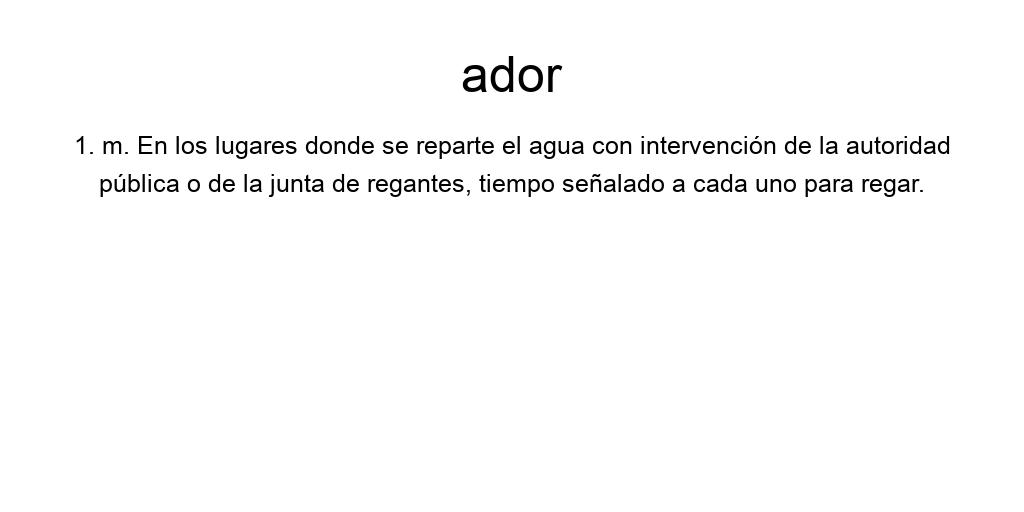 ador
1. m. En los lugares donde se reparte el agua con intervención de la autoridad
pública o de la junta de regantes, tiempo señalado a cada uno para regar.